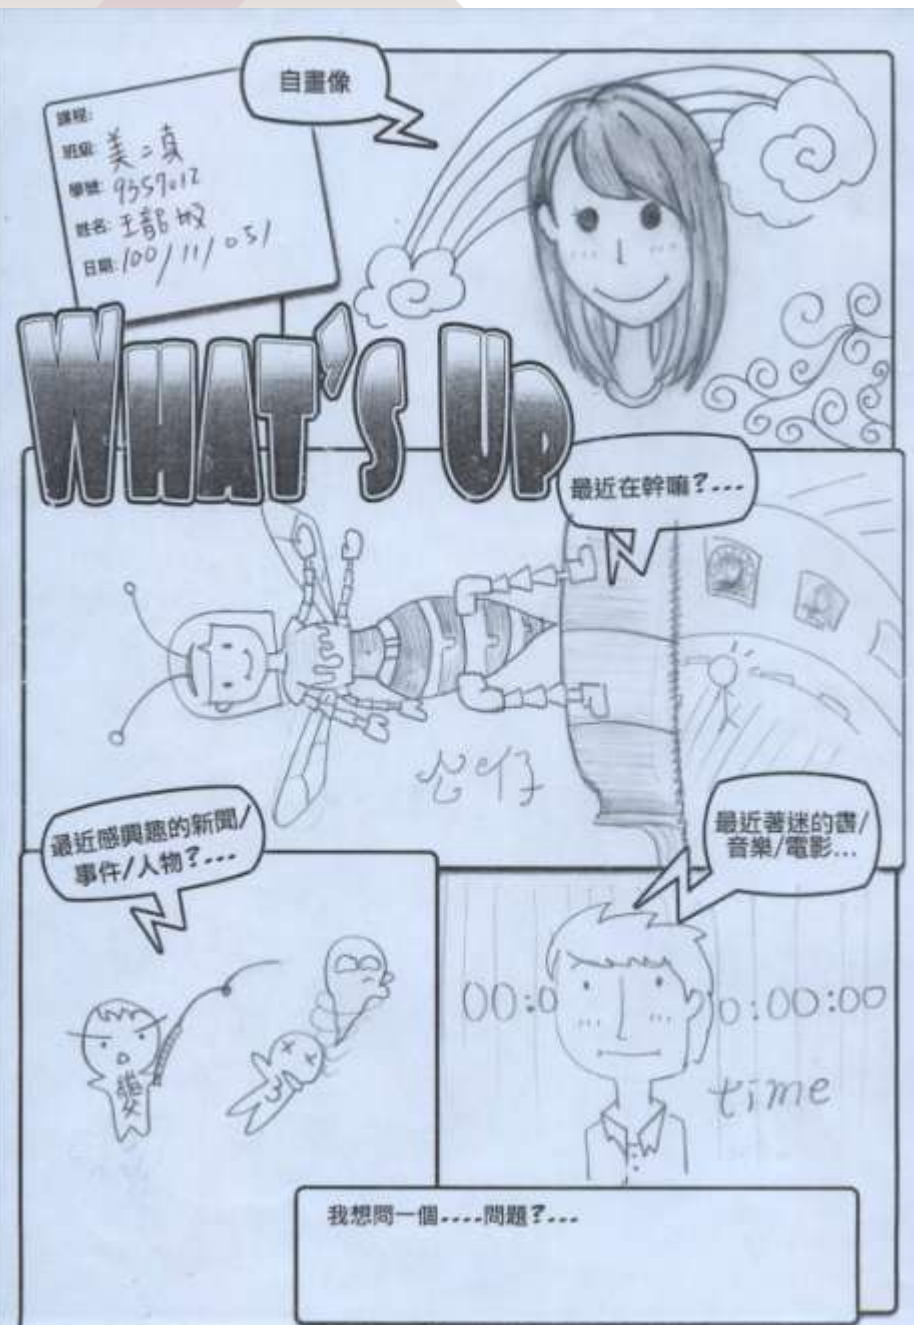 自畫像
課程:
班級: 美二真
學號: 9357012
姓名: 王
日期: 100/11/05/
WHAT'S UP
最近在幹嘛?...
最近感興趣的新聞/
事件/人物?...
最近著迷的書/
音樂/電影...
00:0 0:00:00
time
我想問一個....問題?...